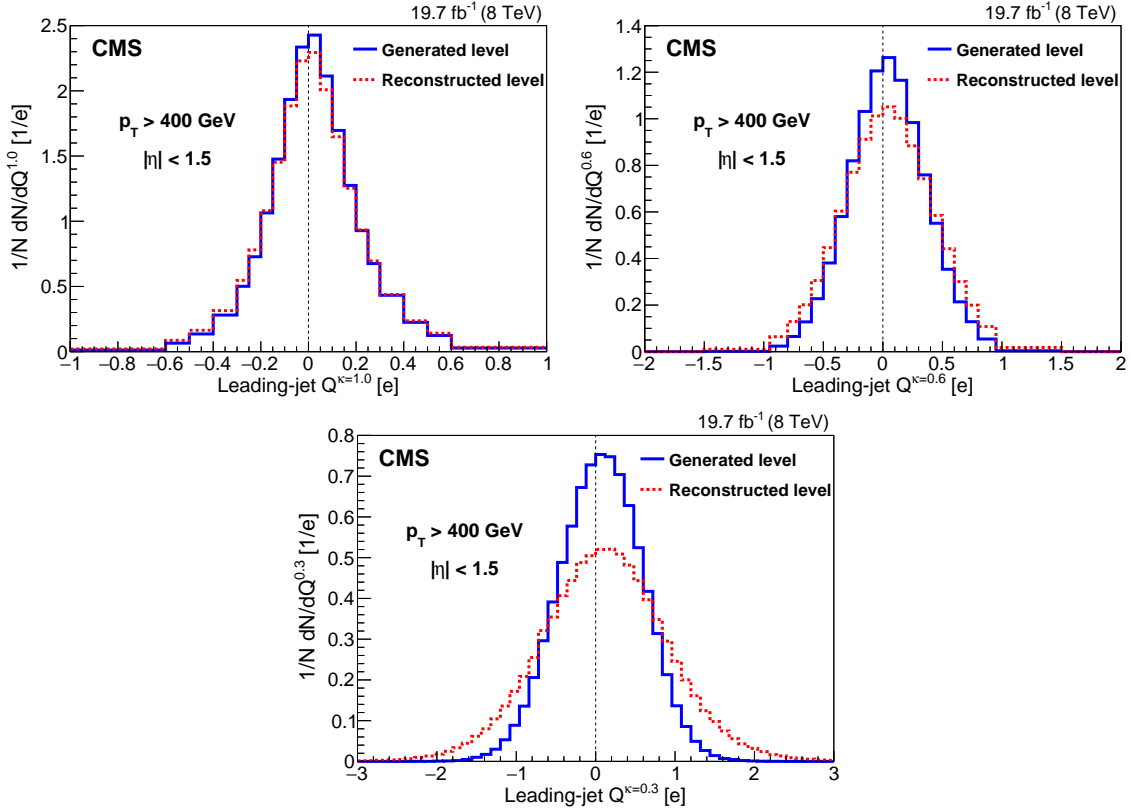 19.7 fb⁻¹ (8 TeV)
CMS
Generated level
Reconstructed level
p_T > 400 GeV
|η| < 1.5
1/N dN/dQ^1.0 [1/e]
2.5
2
1.5
1
0.5
0
−1 −0.8 −0.6 −0.4 −0.2 0 0.2 0.4 0.6 0.8 1
Leading-jet Q^κ=1.0 [e]
19.7 fb⁻¹ (8 TeV)
CMS
Generated level
Reconstructed level
p_T > 400 GeV
|η| < 1.5
1/N dN/dQ^0.6 [1/e]
1.4
1.2
1
0.8
0.6
0.4
0.2
0
−2 −1.5 −1 −0.5 0 0.5 1 1.5 2
Leading-jet Q^κ=0.6 [e]
19.7 fb⁻¹ (8 TeV)
CMS
Generated level
Reconstructed level
p_T > 400 GeV
|η| < 1.5
1/N dN/dQ^0.3 [1/e]
0.8
0.7
0.6
0.5
0.4
0.3
0.2
0.1
0
−3 −2 −1 0 1 2 3
Leading-jet Q^κ=0.3 [e]